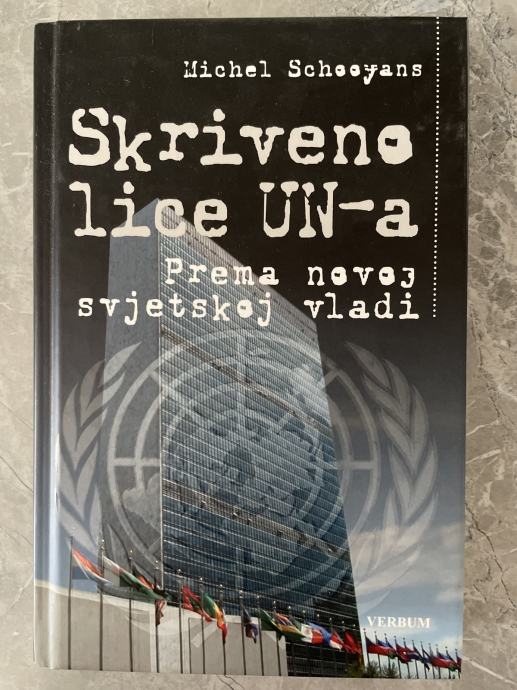 Michel Schooyans
Skriveno
lice UN-a
Prema novoj
svjetskoj vladi
VERBUM